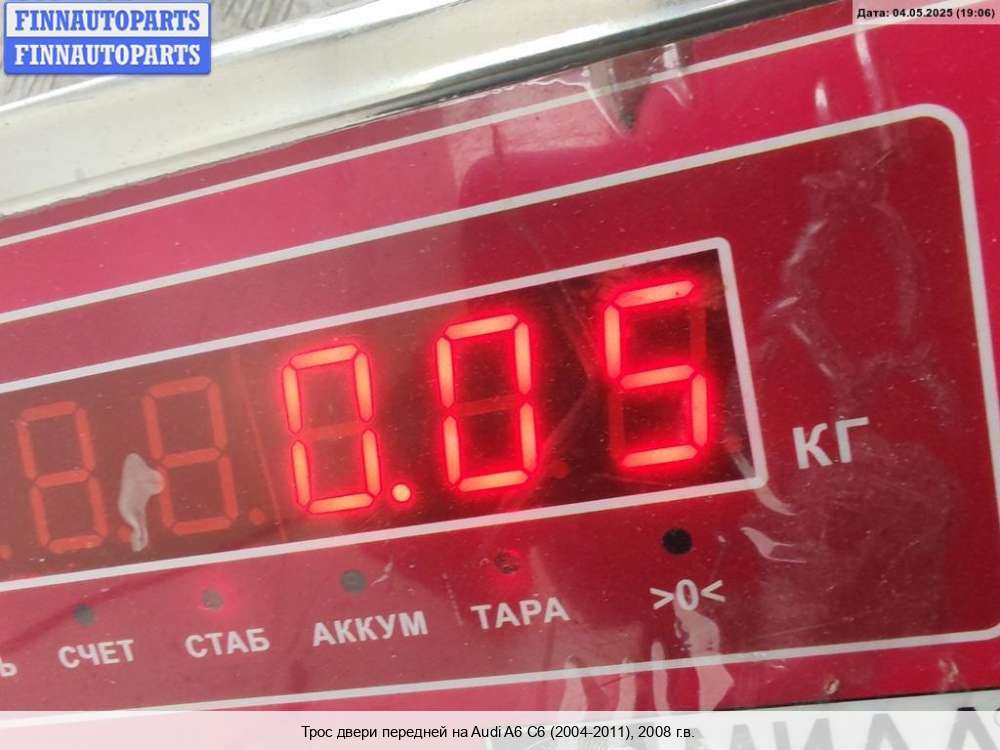 FINNAUTOPARTS
FINNAUTOPARTS
Дата: 04.05.2025 (19:06)
0.05
КГ
СЧЕТ СТАБ АККУМ ТАРА >0<
Трос двери передней на Audi A6 C6 (2004-2011), 2008 г.в.